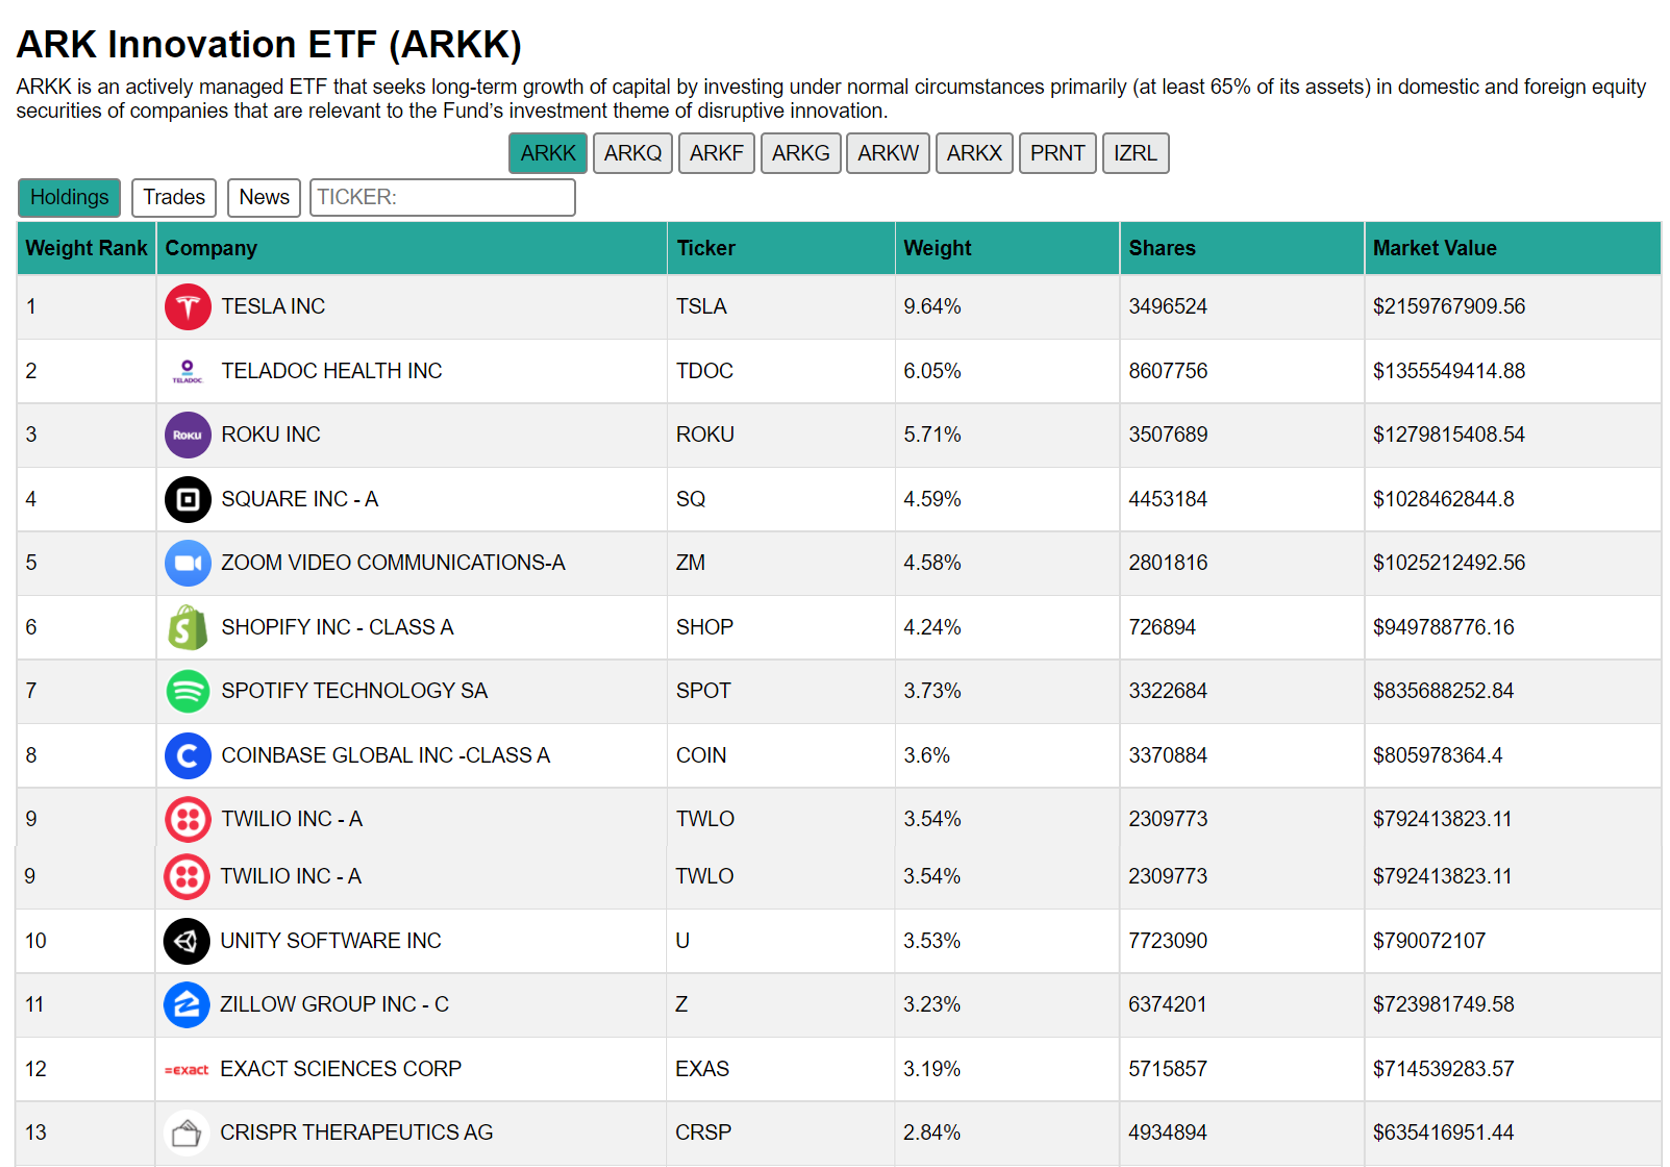 ARK Innovation ETF (ARKK)
ARKK is an actively managed ETF that seeks long-term growth of capital by investing under normal circumstances primarily (at least 65% of its assets) in domestic and foreign equity
securities of companies that are relevant to the Fund's investment theme of disruptive innovation.
ARKK ARKQ ARKF ARKG ARKW ARKX PRNT IZRL
Holdings Trades News TICKER:
Weight Rank Company Ticker Weight Shares Market Value
1 TESLA INC TSLA 9.64% 3496524 $2159767909.56
2 TELADOC TELADOC HEALTH INC TDOC 6.05% 8607756 $1355549414.88
3 ROKU ROKU INC ROKU 5.71% 3507689 $1279815408.54
4 SQUARE INC - A SQ 4.59% 4453184 $1028462844.8
5 ZOOM VIDEO COMMUNICATIONS-A ZM 4.58% 2801816 $1025212492.56
6 S SHOPIFY INC - CLASS A SHOP 4.24% 726894 $949788776.16
7 SPOTIFY TECHNOLOGY SA SPOT 3.73% 3322684 $835688252.84
8 C COINBASE GLOBAL INC -CLASS A COIN 3.6% 3370884 $805978364.4
9 TWILIO INC - A TWLO 3.54% 2309773 $792413823.11
9 TWILIO INC - A TWLO 3.54% 2309773 $792413823.11
10 UNITY SOFTWARE INC U 3.53% 7723090 $790072107
11 ZILLOW GROUP INC - C Z 3.23% 6374201 $723981749.58
12 =EXACT EXACT SCIENCES CORP EXAS 3.19% 5715857 $714539283.57
13 CRISPR THERAPEUTICS AG CRSP 2.84% 4934894 $635416951.44